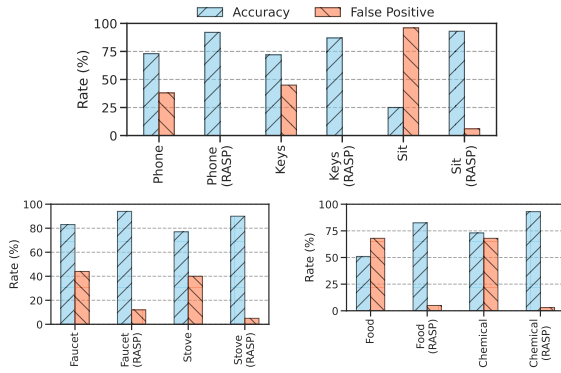 Accuracy False Positive
Rate (%)
100
75
50
25
0
Phone
Phone
(RASP)
Keys
Keys
(RASP)
Sit
Sit
(RASP)
Rate (%)
100
80
60
40
20
0
Faucet
Faucet
(RASP)
Stove
Stove
(RASP)
Rate (%)
100
75
50
25
0
Food
Food
(RASP)
Chemical
Chemical
(RASP)